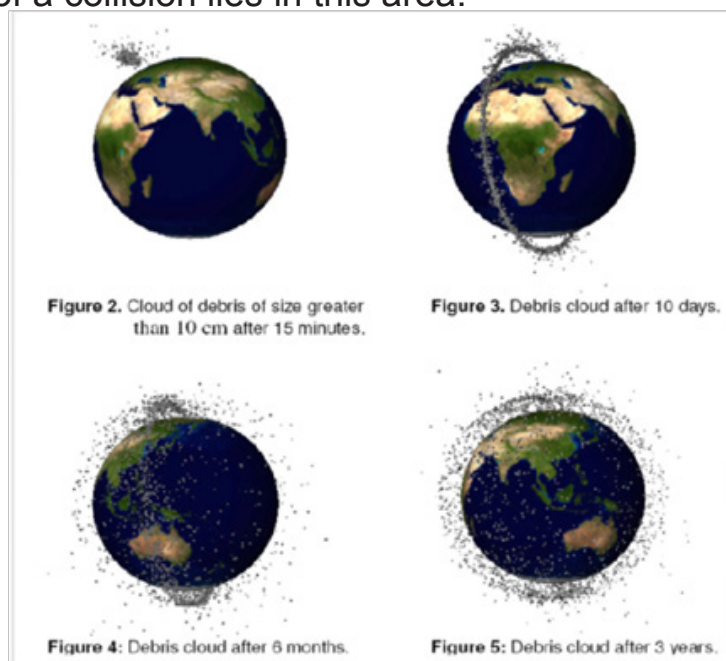 of a collision lies in this area.
Figure 2. Cloud of debris of size greater
than 10 cm after 15 minutes.
Figure 3. Debris cloud after 10 days.
Figure 4: Debris cloud after 6 months.
Figure 5: Debris cloud after 3 years.